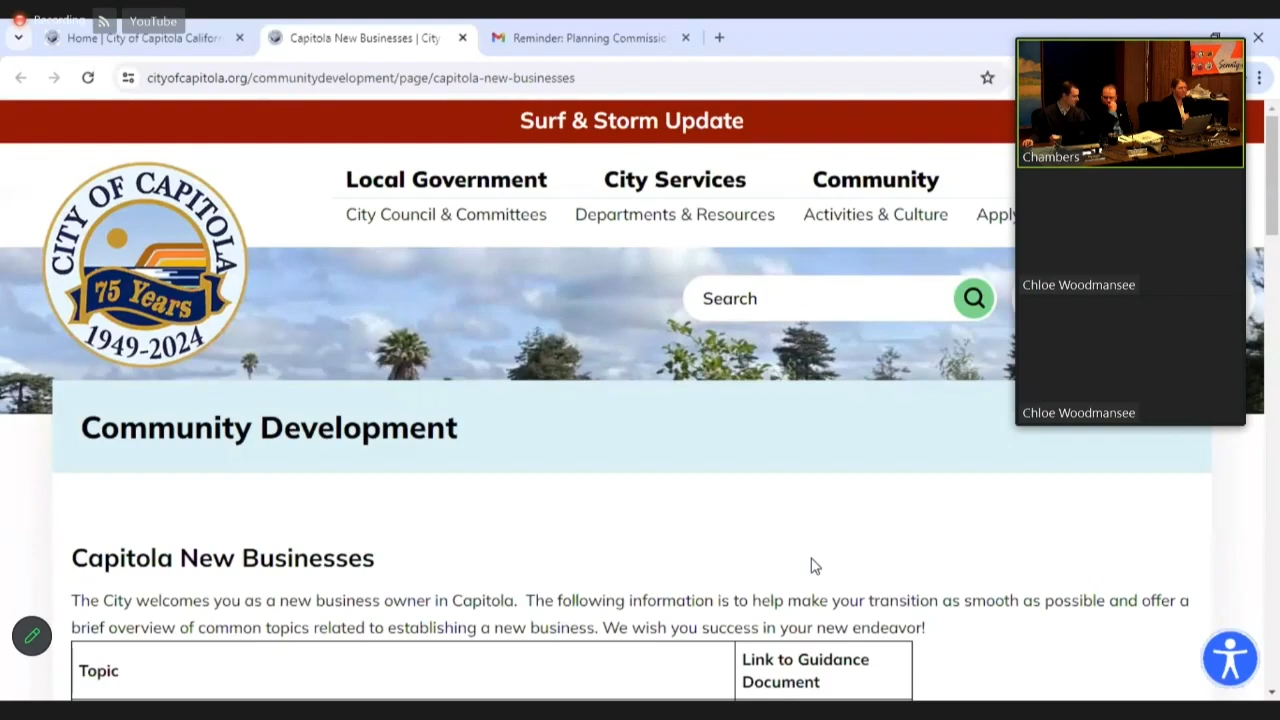 Recording
YouTube
Home | City of Capitola Califor
Capitola New Businesses | City
Reminder: Planning Commissio
cityofcapitola.org/communitydevelopment/page/capitola-new-businesses
Surf & Storm Update
CITY OF CAPITOLA
75 Years
1949-2024
Local Government
City Services
Community
City Council & Committees
Departments & Resources
Activities & Culture
Apply
Search
Chambers
Chloe Woodmansee
Chloe Woodmansee
Community Development
Capitola New Businesses
The City welcomes you as a new business owner in Capitola. The following information is to help make your transition as smooth as possible and offer a
brief overview of common topics related to establishing a new business. We wish you success in your new endeavor!
Topic
Link to Guidance
Document